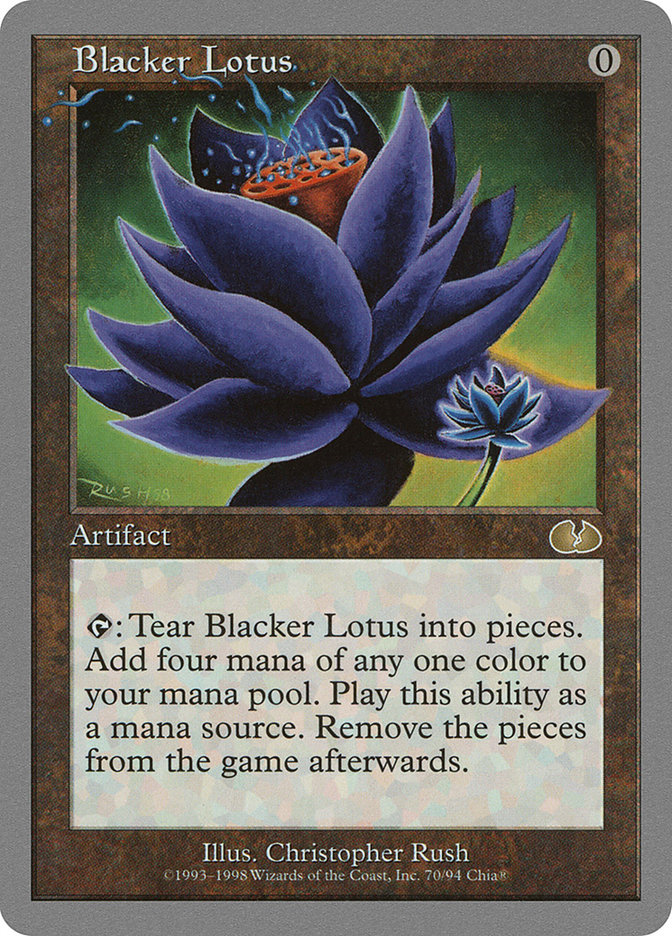 Blacker Lotus
0
RUSH98
Artifact
: Tear Blacker Lotus into pieces.
Add four mana of any one color to
your mana pool. Play this ability as
a mana source. Remove the pieces
from the game afterwards.
Illus. Christopher Rush
©1993–1998 Wizards of the Coast, Inc. 70/94 Chia®